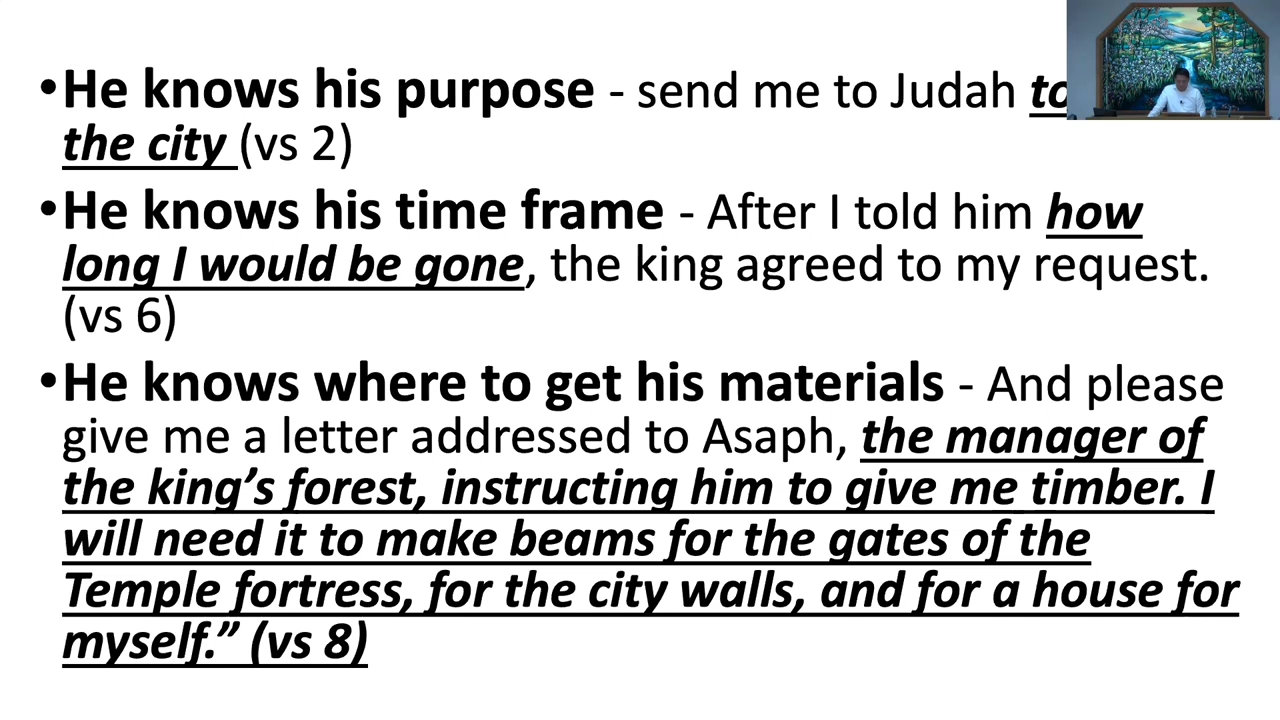 •He knows his purpose - send me to Judah to
the city (vs 2)
•He knows his time frame - After I told him how
long I would be gone, the king agreed to my request.
(vs 6)
•He knows where to get his materials - And please
give me a letter addressed to Asaph, the manager of
the king’s forest, instructing him to give me timber. I
will need it to make beams for the gates of the
Temple fortress, for the city walls, and for a house for
myself.” (vs 8)